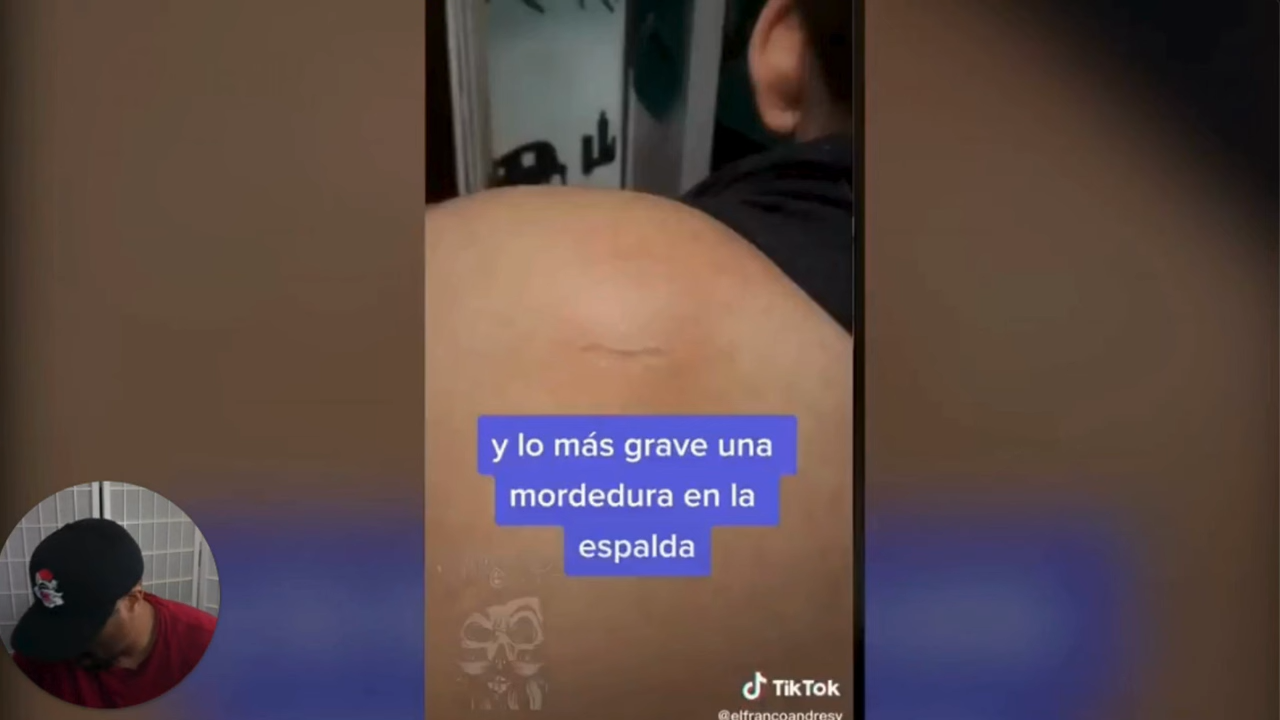 y lo más grave una
mordedura en la
espalda
TikTok
@elfrancoandresv